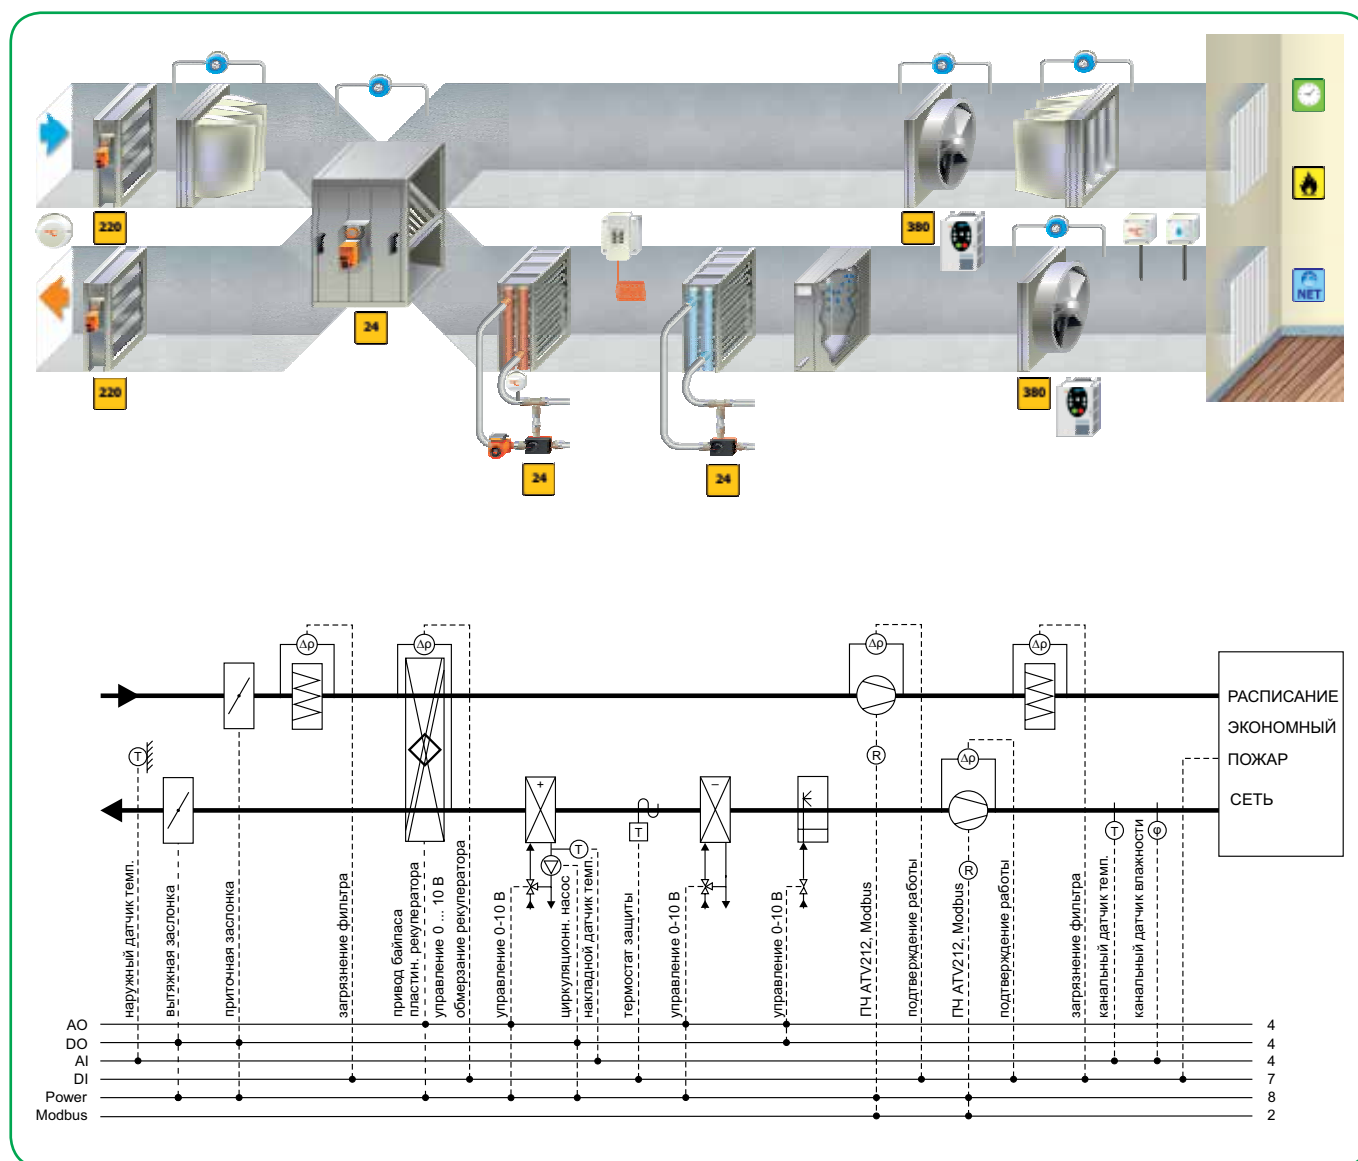 °C
220
380
NET
24
220
380
24
24
Δp
Δp
Δp
Δp
РАСПИСАНИЕ
ЭКОНОМНЫЙ
ПОЖАР
СЕТЬ
T
R
Δp
+
–
T
T
T
φ
R
наружный датчик темп.
вытяжная заслонка
приточная заслонка
загрязнение фильтра
привод байпаса
пластин. рекуператора
управление 0 ... 10 В
обмерзание рекуператора
управление 0-10 В
циркуляционн. насос
накладной датчик темп.
термостат защиты
управление 0-10 В
управление 0-10 В
ПЧ ATV212, Modbus
подтверждение работы
ПЧ ATV212, Modbus
подтверждение работы
загрязнение фильтра
канальный датчик темп.
канальный датчик влажности
AO 4
DO 4
AI 4
DI 7
Power 8
Modbus 2